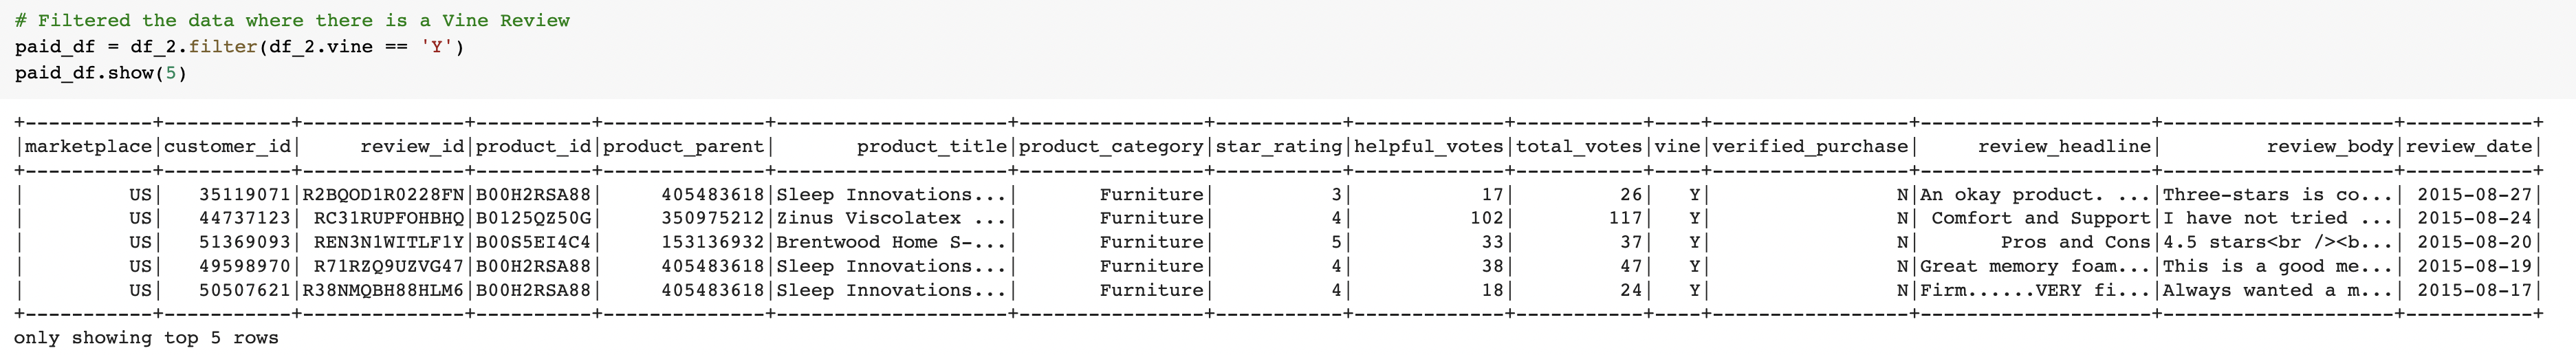 # Filtered the data where there is a Vine Review
paid_df = df_2.filter(df_2.vine == 'Y')
paid_df.show(5)
+-----------+-----------+--------------+----------+--------------+--------------------+----------------+-----------+-------------+-----------+----+-----------------+--------------------+--------------------+-----------+
|marketplace|customer_id|     review_id|product_id|product_parent|       product_title|product_category|star_rating|helpful_votes|total_votes|vine|verified_purchase|     review_headline|         review_body|review_date|
+-----------+-----------+--------------+----------+--------------+--------------------+----------------+-----------+-------------+-----------+----+-----------------+--------------------+--------------------+-----------+
|         US|   35119071|R2BQOD1R0228FN|B00H2RSA88|     405483618|Sleep Innovations...|       Furniture|          3|           17|         26|   Y|                N|An okay product. ...|Three-stars is co...| 2015-08-27|
|         US|   44737123| RC31RUPFOHBHQ|B0125QZ50G|     350975212|Zinus Viscolatex ...|       Furniture|          4|          102|        117|   Y|                N| Comfort and Support|I have not tried ...| 2015-08-24|
|         US|   51369093| REN3N1WITLF1Y|B00S5EI4C4|     153136932|Brentwood Home S-...|       Furniture|          5|           33|         37|   Y|                N|       Pros and Cons|4.5 stars<br /><b...| 2015-08-20|
|         US|   49598970| R71RZQ9UZVG47|B00H2RSA88|     405483618|Sleep Innovations...|       Furniture|          4|           38|         47|   Y|                N|Great memory foam...|This is a good me...| 2015-08-19|
|         US|   50507621|R38NMQBH88HLM6|B00H2RSA88|     405483618|Sleep Innovations...|       Furniture|          4|           18|         24|   Y|                N|Firm......VERY fi...|Always wanted a m...| 2015-08-17|
+-----------+-----------+--------------+----------+--------------+--------------------+----------------+-----------+-------------+-----------+----+-----------------+--------------------+--------------------+-----------+
only showing top 5 rows